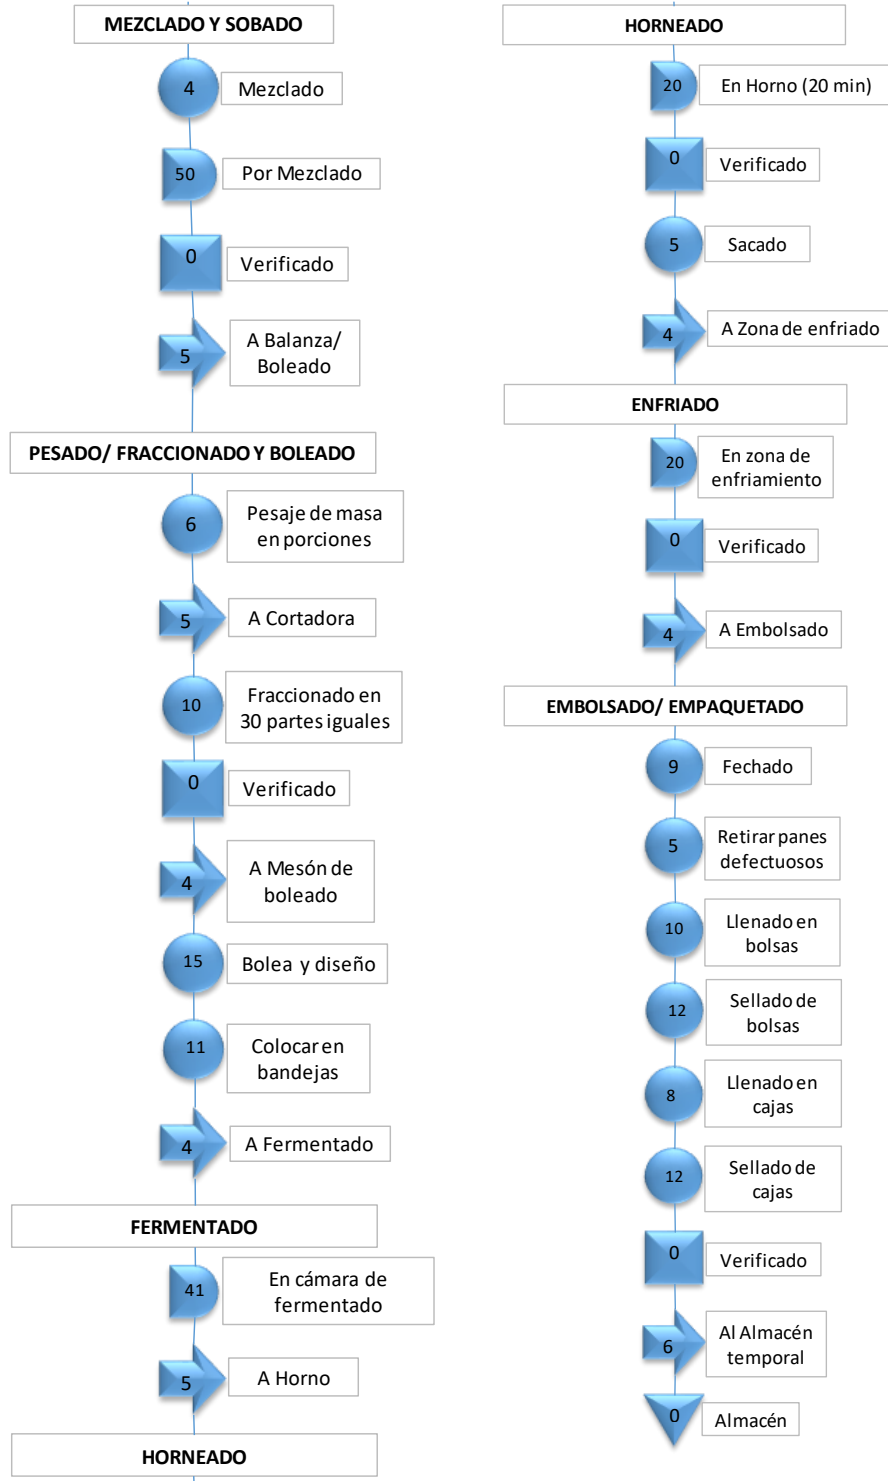 MEZCLADO Y SOBADO
4
Mezclado
50
Por Mezclado
0
Verificado
5
A Balanza/
Boleado
PESADO/ FRACCIONADO Y BOLEADO
6
Pesaje de masa
en porciones
5
A Cortadora
10
Fraccionado en
30 partes iguales
0
Verificado
4
A Mesón de
boleado
15
Bolea y diseño
11
Colocar en
bandejas
4
A Fermentado
FERMENTADO
41
En cámara de
fermentado
5
A Horno
HORNEADO
HORNEADO
20
En Horno (20 min)
0
Verificado
5
Sacado
4
A Zona de enfriado
ENFRIADO
20
En zona de
enfriamiento
0
Verificado
4
A Embolsado
EMBOLSADO/ EMPAQUETADO
9
Fechado
5
Retirar panes
defectuosos
10
Llenado en
bolsas
12
Sellado de
bolsas
8
Llenado en
cajas
12
Sellado de
cajas
0
Verificado
6
Al Almacén
temporal
0
Almacén